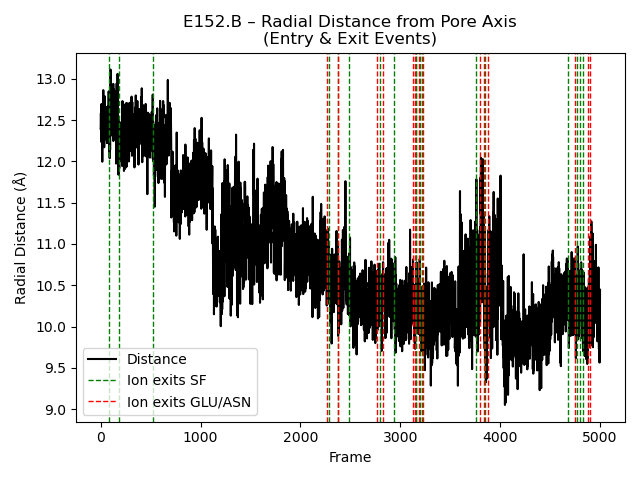 E152.B – Radial Distance from Pore Axis
(Entry & Exit Events)
Radial Distance (Å)
13.0
12.5
12.0
11.5
11.0
10.5
10.0
9.5
9.0
Distance
Ion exits SF
Ion exits GLU/ASN
0
1000
2000
3000
4000
5000
Frame